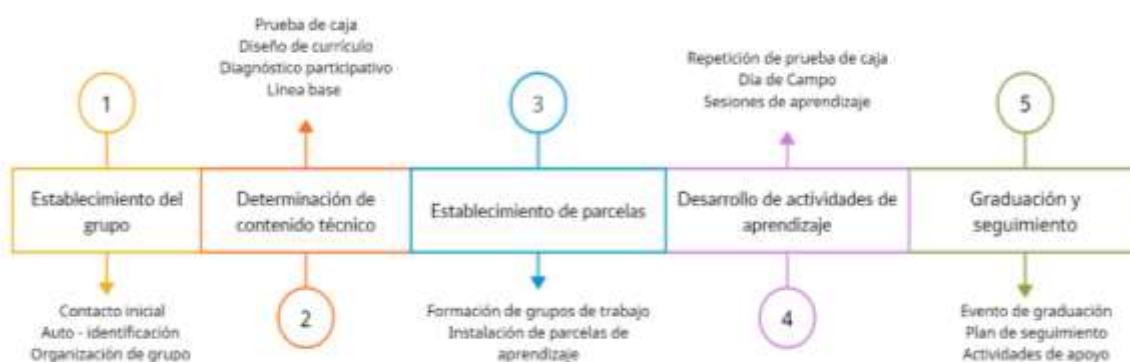 1
Establecimiento del
grupo
Contacto inicial
Auto - identificación
Organización de grupo
Prueba de caja
Diseño de currículo
Diagnóstico participativo
Línea base
Determinación de
contenido técnico
2
3
Establecimiento de parcelas
Formación de grupos de trabajo
Instalación de parcelas de
aprendizaje
Repetición de prueba de caja
Día de Campo
Sesiones de aprendizaje
Desarrollo de actividades de
aprendizaje
4
5
Graduación y
seguimiento
Evento de graduación
Plan de seguimiento
Actividades de apoyo